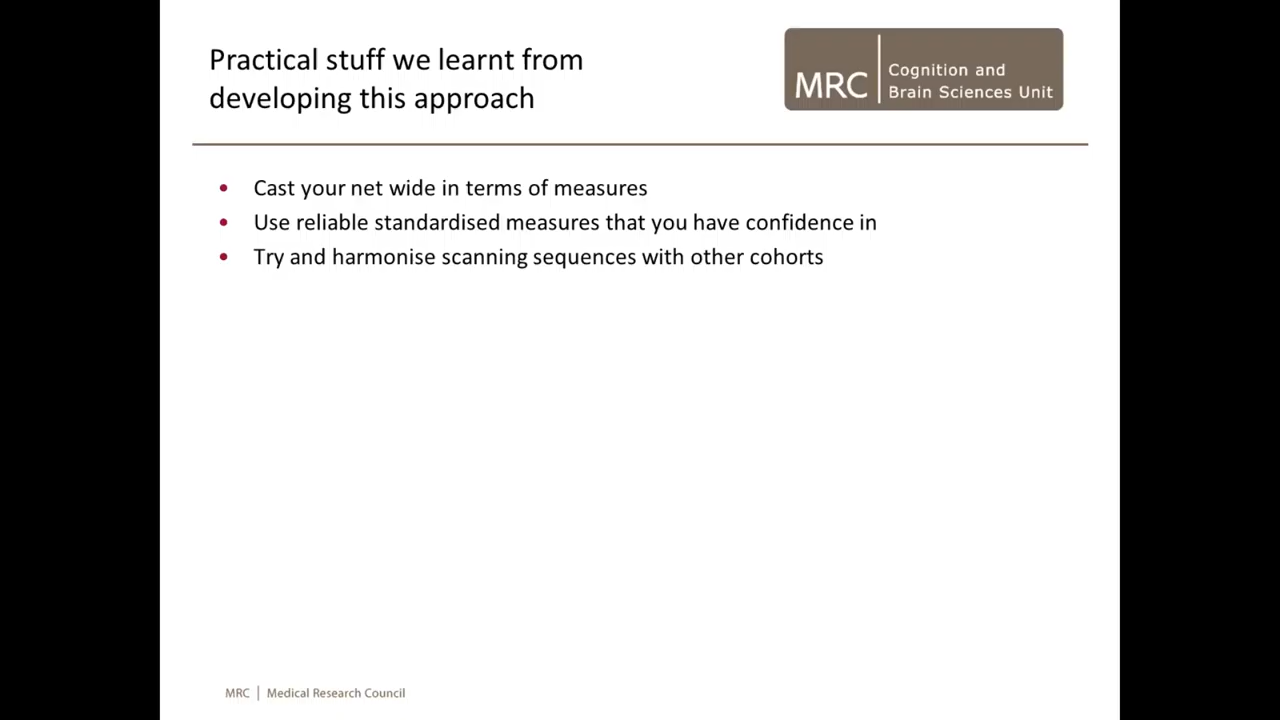 Practical stuff we learnt from
developing this approach
MRC
Cognition and
Brain Sciences Unit
• Cast your net wide in terms of measures
• Use reliable standardised measures that you have confidence in
• Try and harmonise scanning sequences with other cohorts
MRC | Medical Research Council